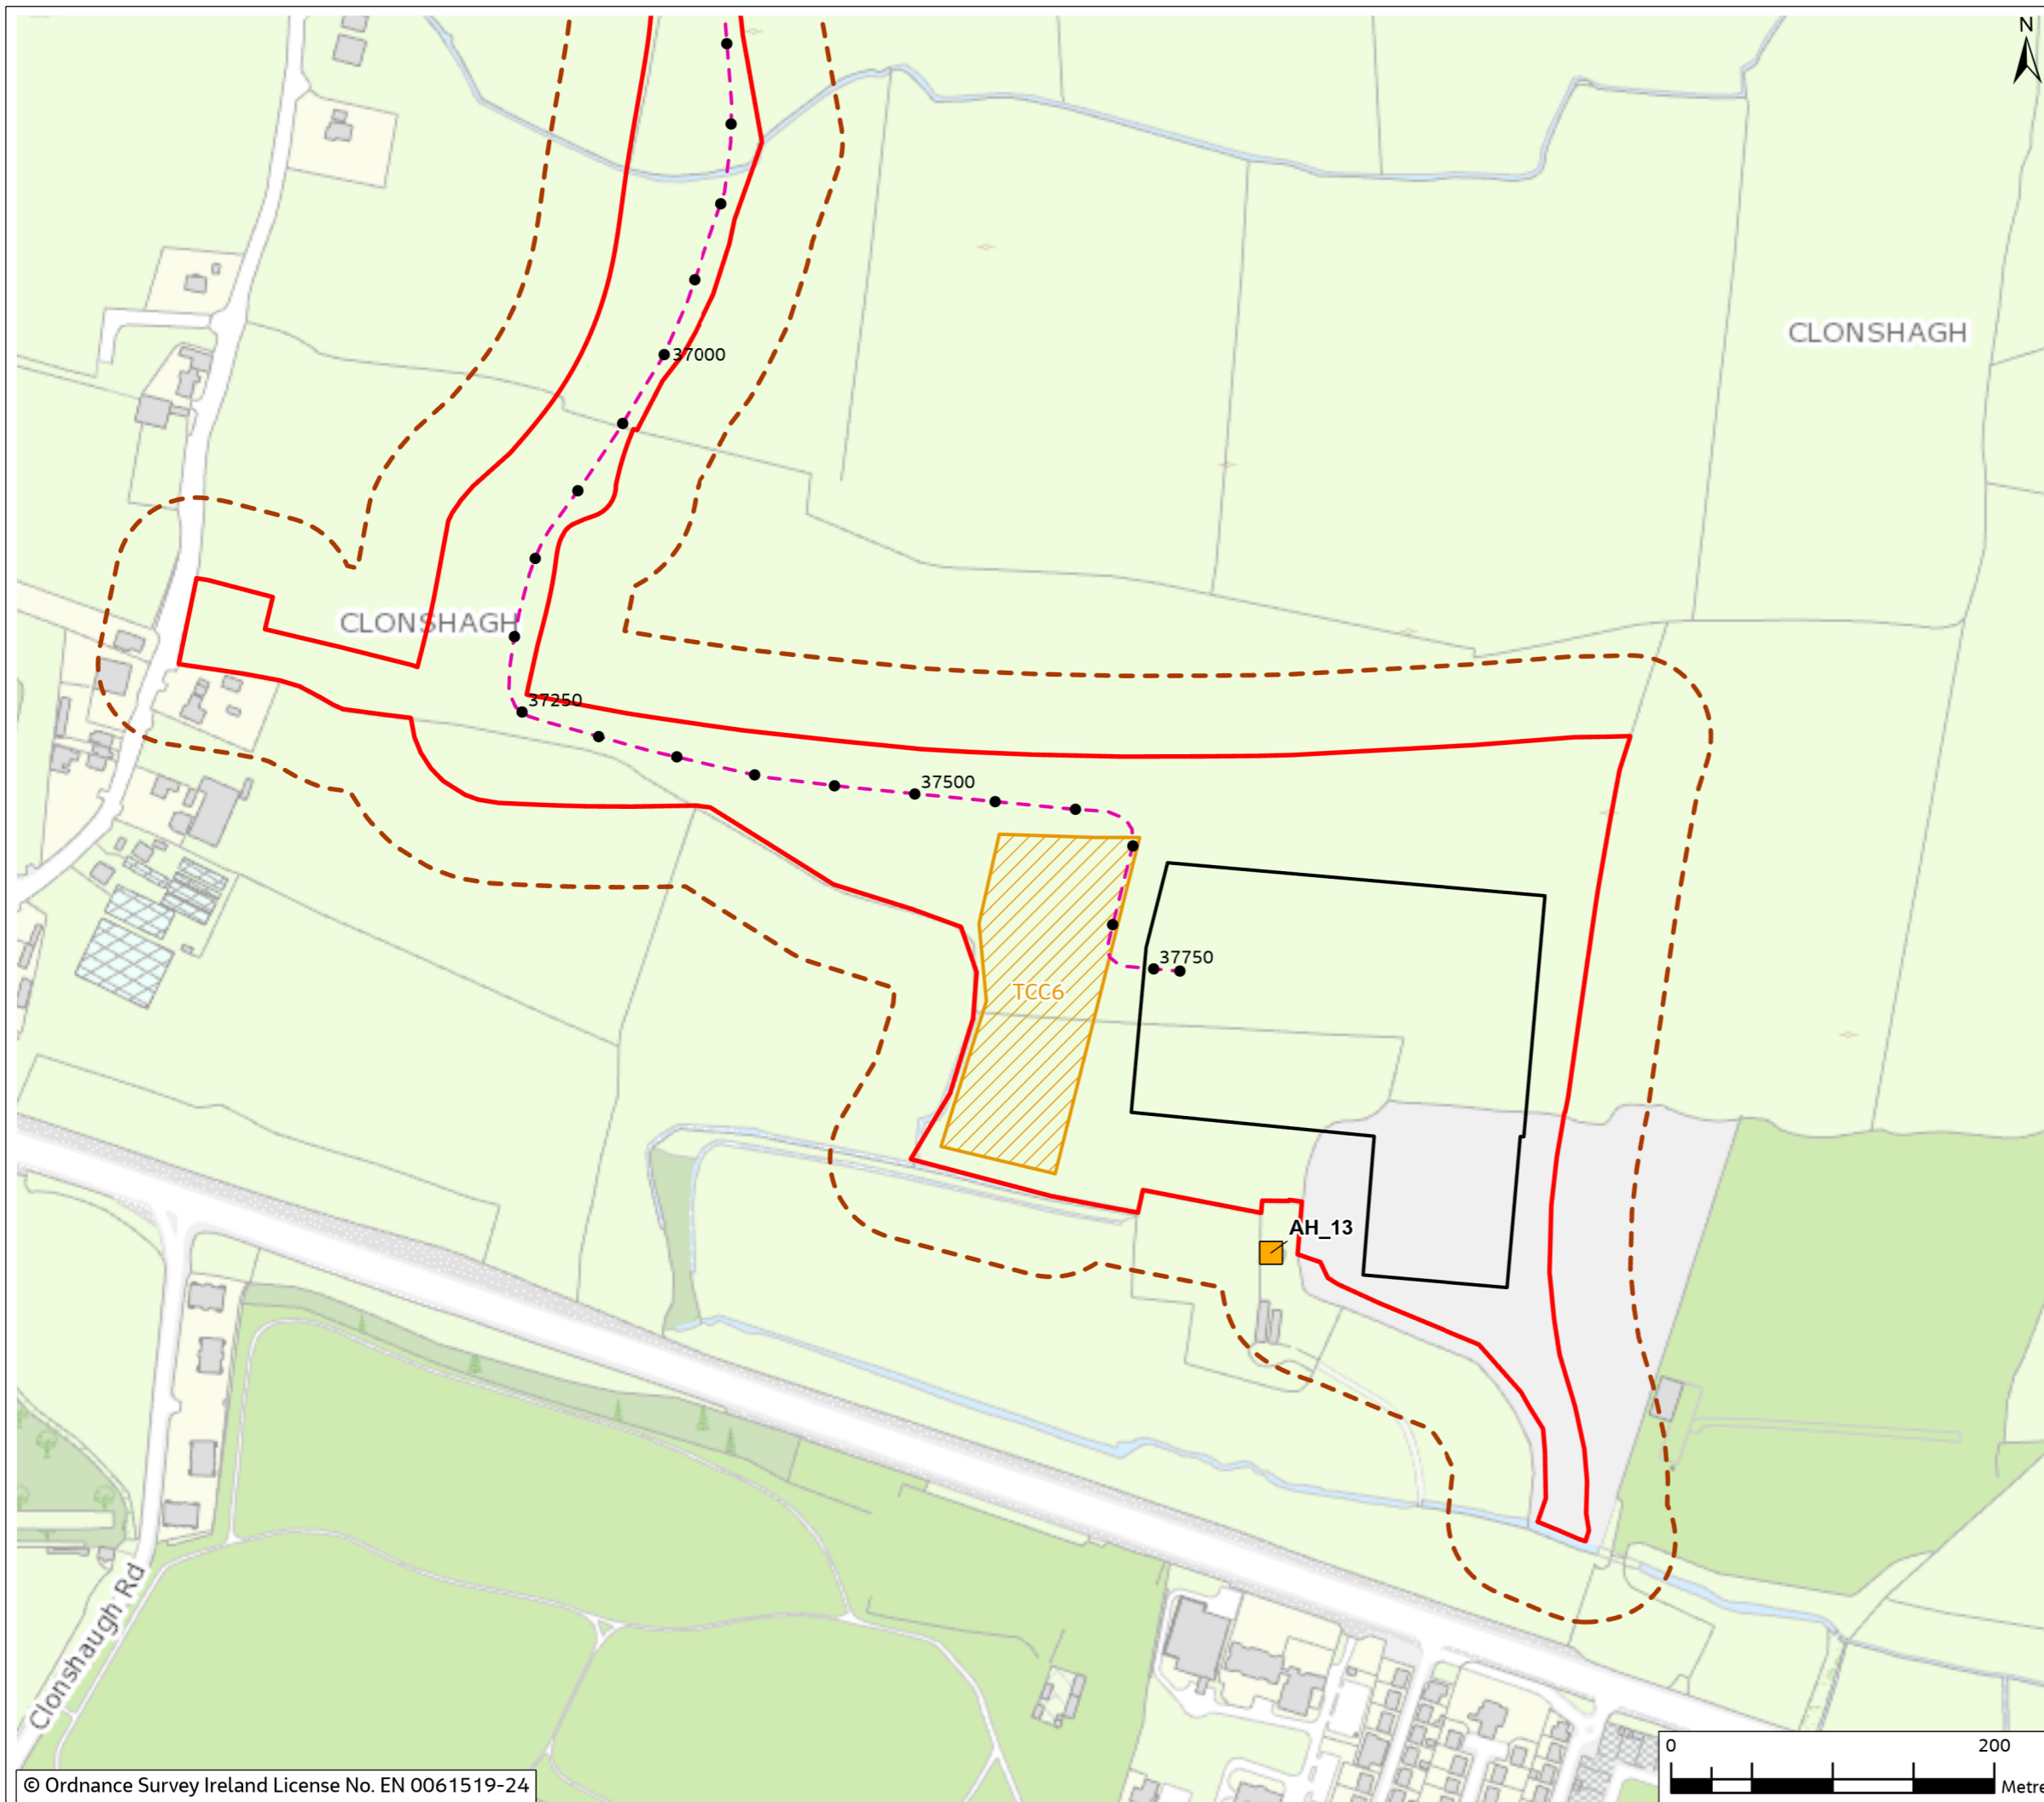 N
CLONSHAGH
37000
CLONSHAGH
37250
37500
37750
TCC6
AH_13
Clonshaugh Rd
0 200
Metre
© Ordnance Survey Ireland License No. EN 0061519-24